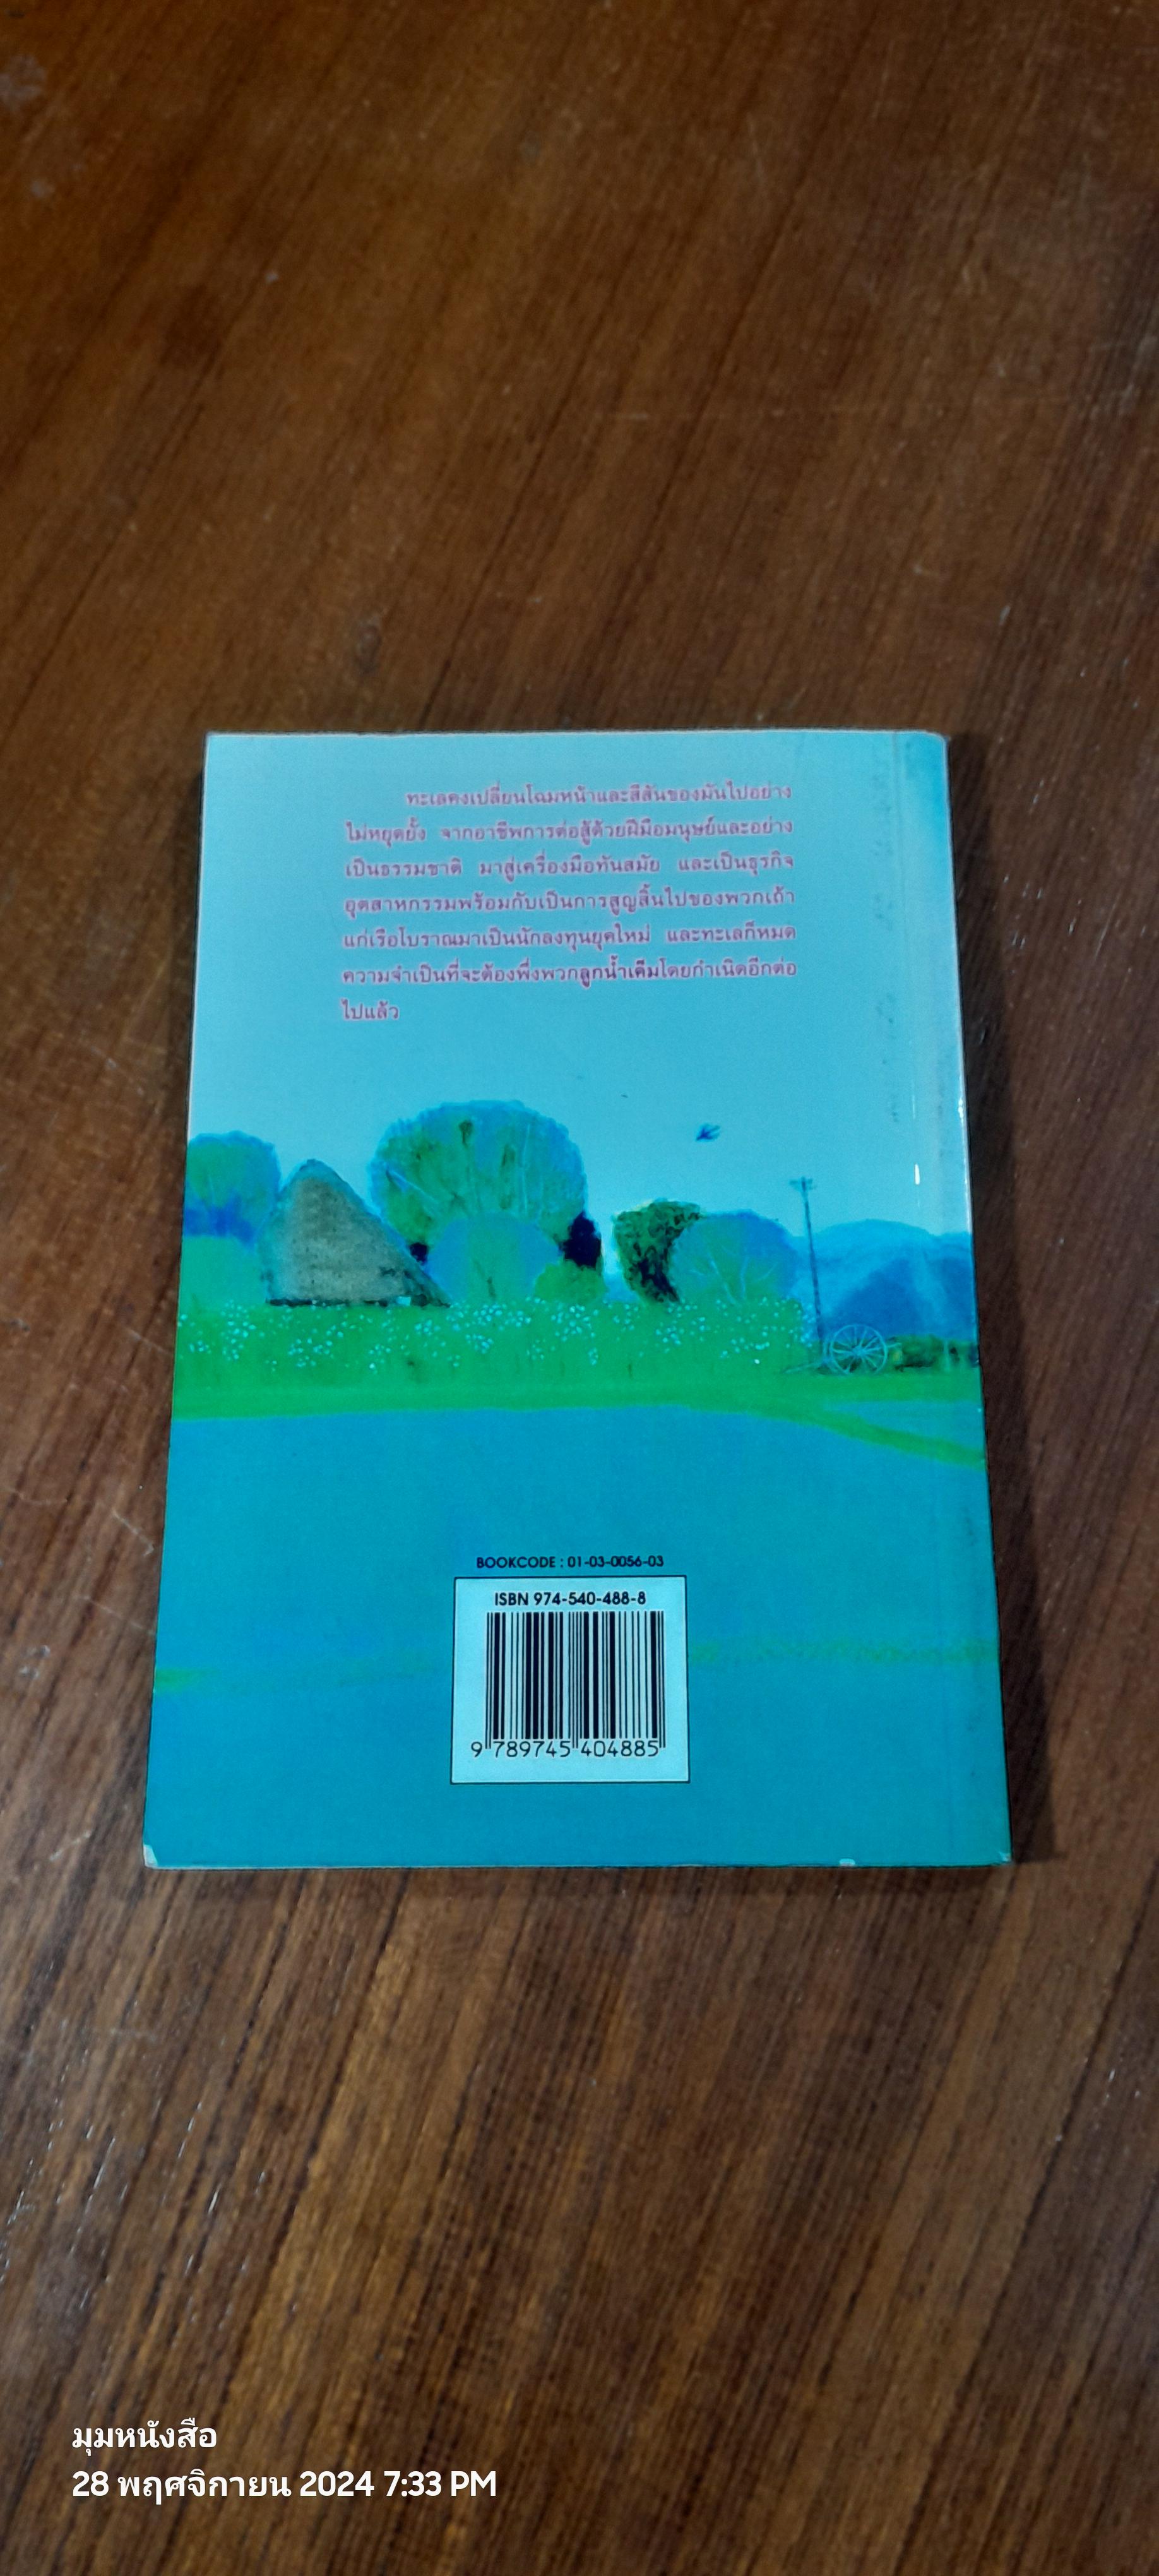 ทะเลคงเปลี่ยนโฉมหน้าและสีสันของมันไปอย่าง
ไม่หยุดยั้ง จากอาชีพการต่อสู้ด้วยฝีมือมนุษย์และอย่าง
เป็นธรรมชาติ มาสู่เครื่องมือทันสมัย และเป็นธุรกิจ
อุตสาหกรรมพร้อมกับเป็นการสูญสิ้นไปของพวกเถ้า
แก่เรือโบราณมาเป็นนักลงทุนยุคใหม่ และทะเลก็หมด
ความจำเป็นที่จะต้องพึ่งพวกลูกน้ำเค็มโดยกำเนิดอีกต่อ
ไปแล้ว
BOOKCODE : 01-03-0056-03
ISBN 974-540-488-8
9 789745 404885
มุมหนังสือ
28 พฤศจิกายน 2024 7:33 PM